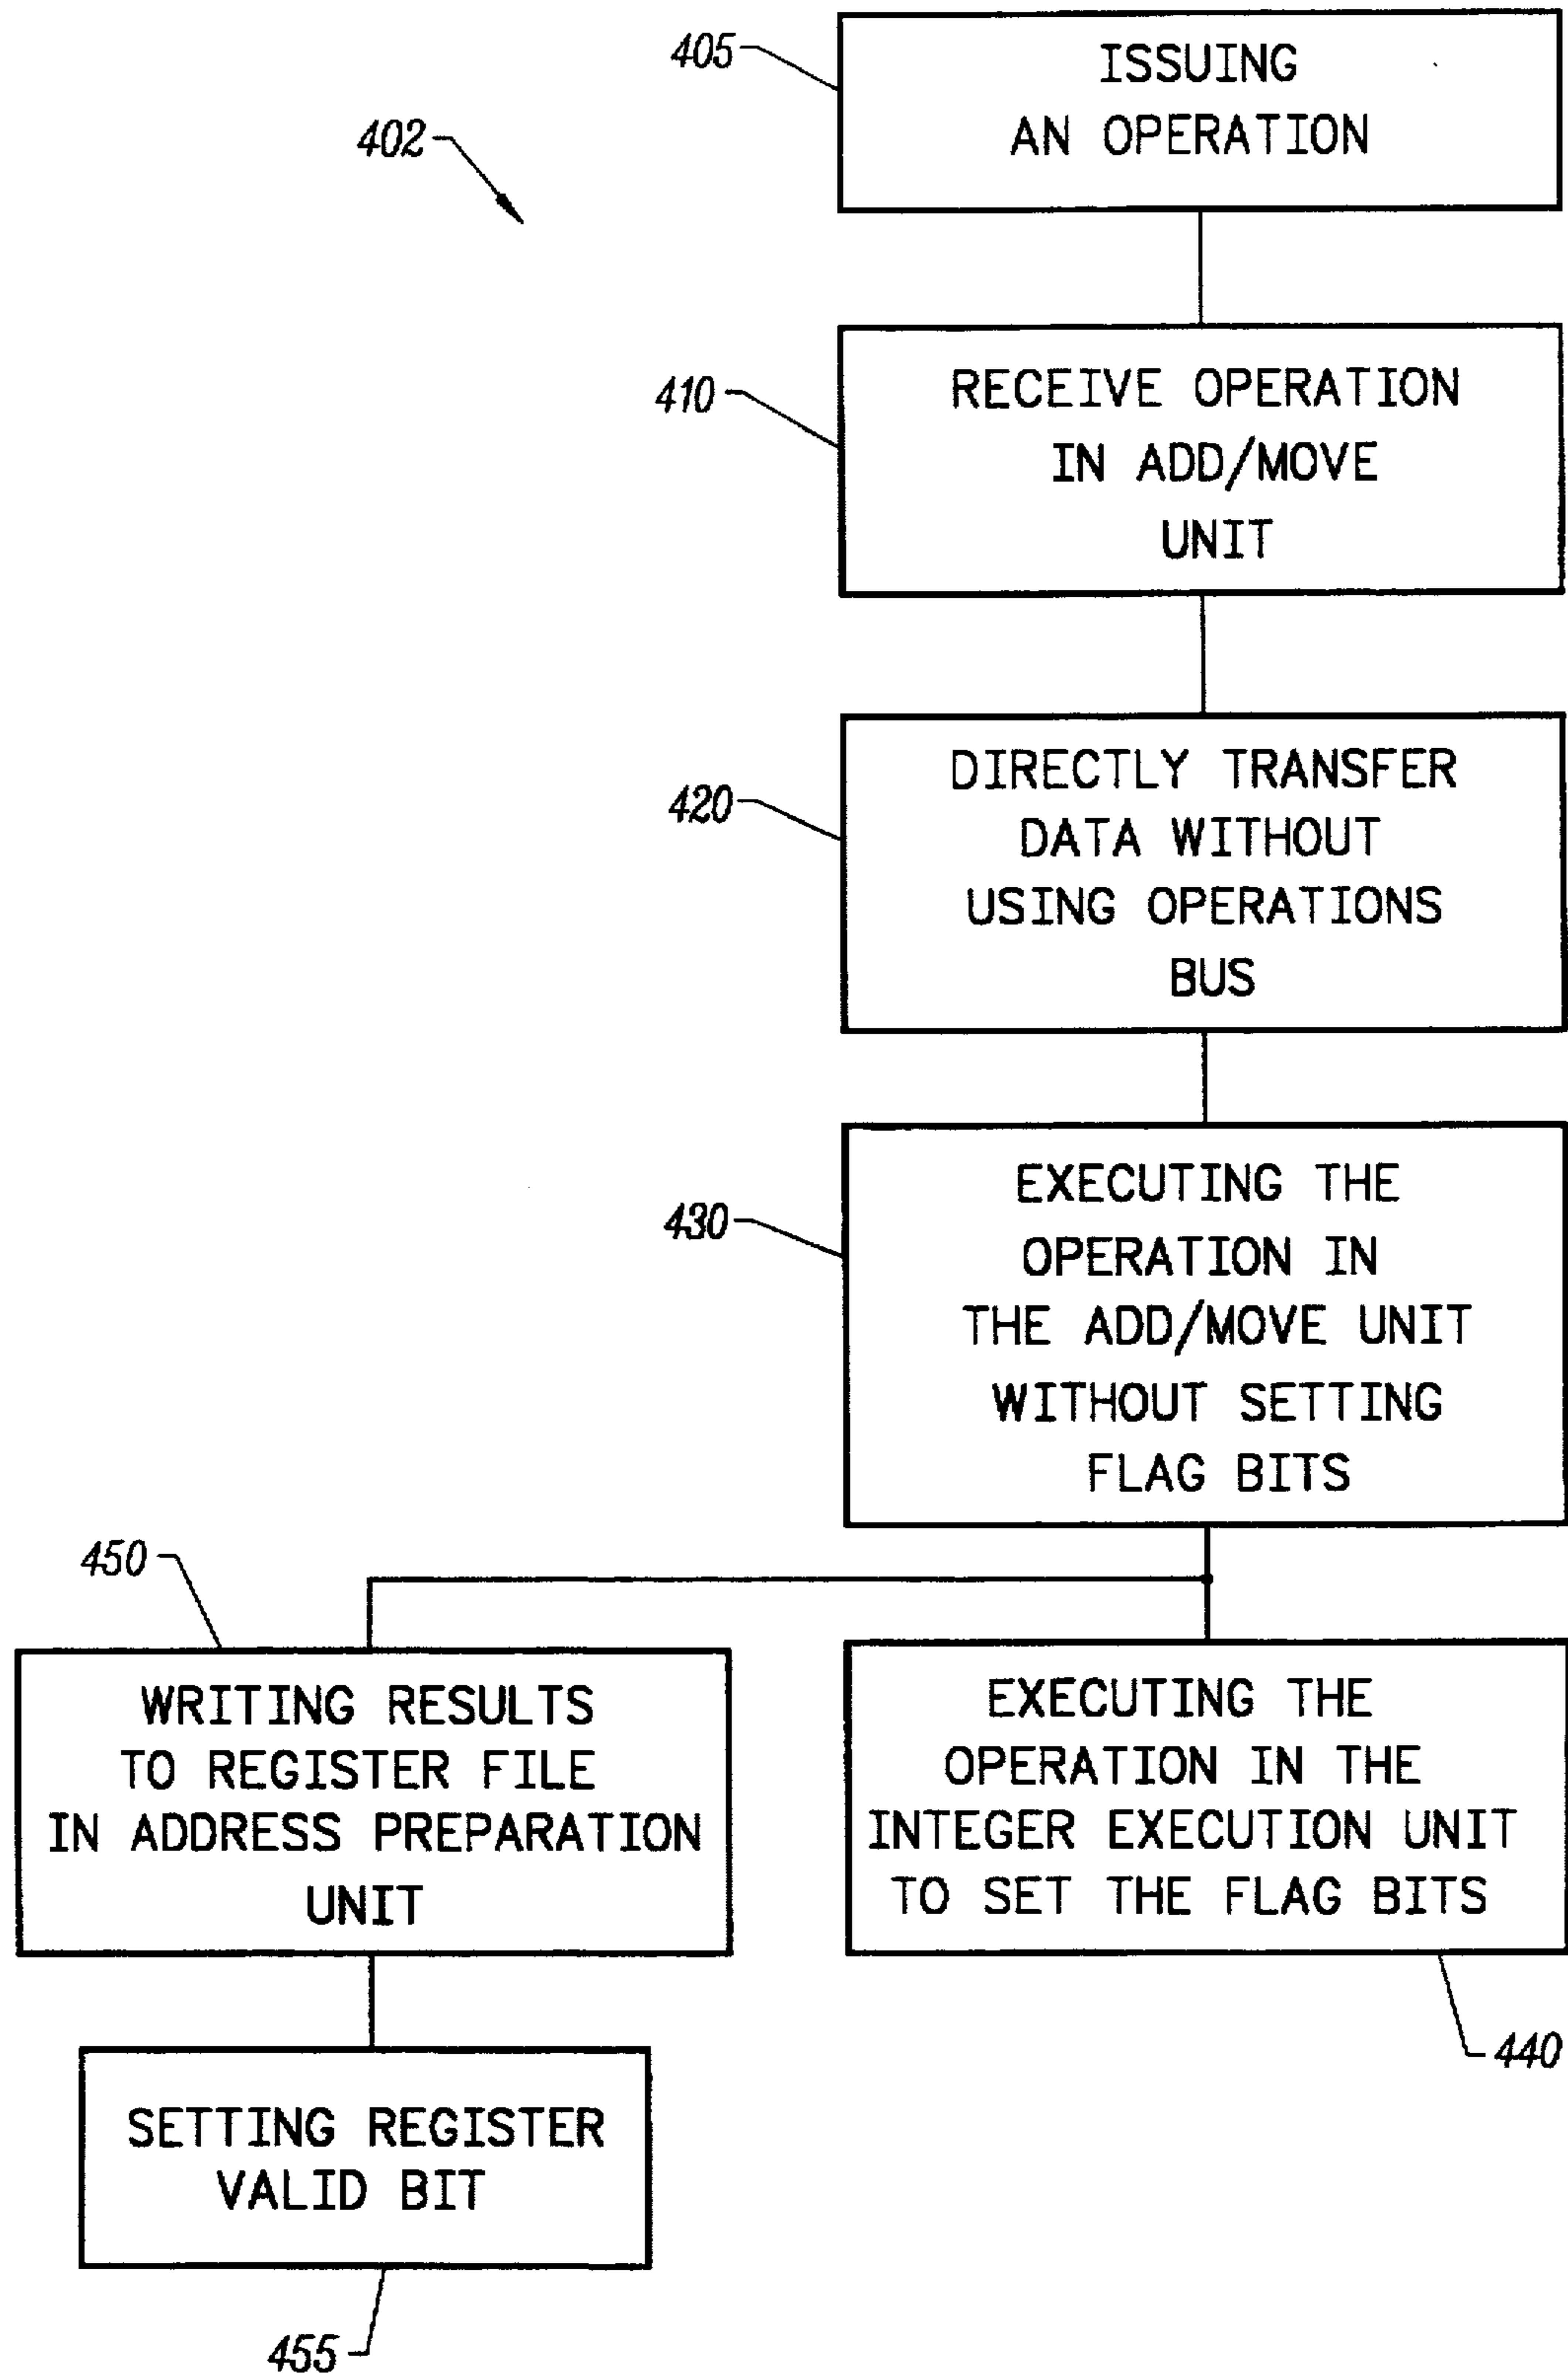 405
ISSUING
AN OPERATION
402
410
RECEIVE OPERATION
IN ADD/MOVE
UNIT
420
DIRECTLY TRANSFER
DATA WITHOUT
USING OPERATIONS
BUS
430
EXECUTING THE
OPERATION IN
THE ADD/MOVE UNIT
WITHOUT SETTING
FLAG BITS
450
WRITING RESULTS
TO REGISTER FILE
IN ADDRESS PREPARATION
UNIT
EXECUTING THE
OPERATION IN THE
INTEGER EXECUTION UNIT
TO SET THE FLAG BITS
440
SETTING REGISTER
VALID BIT
455